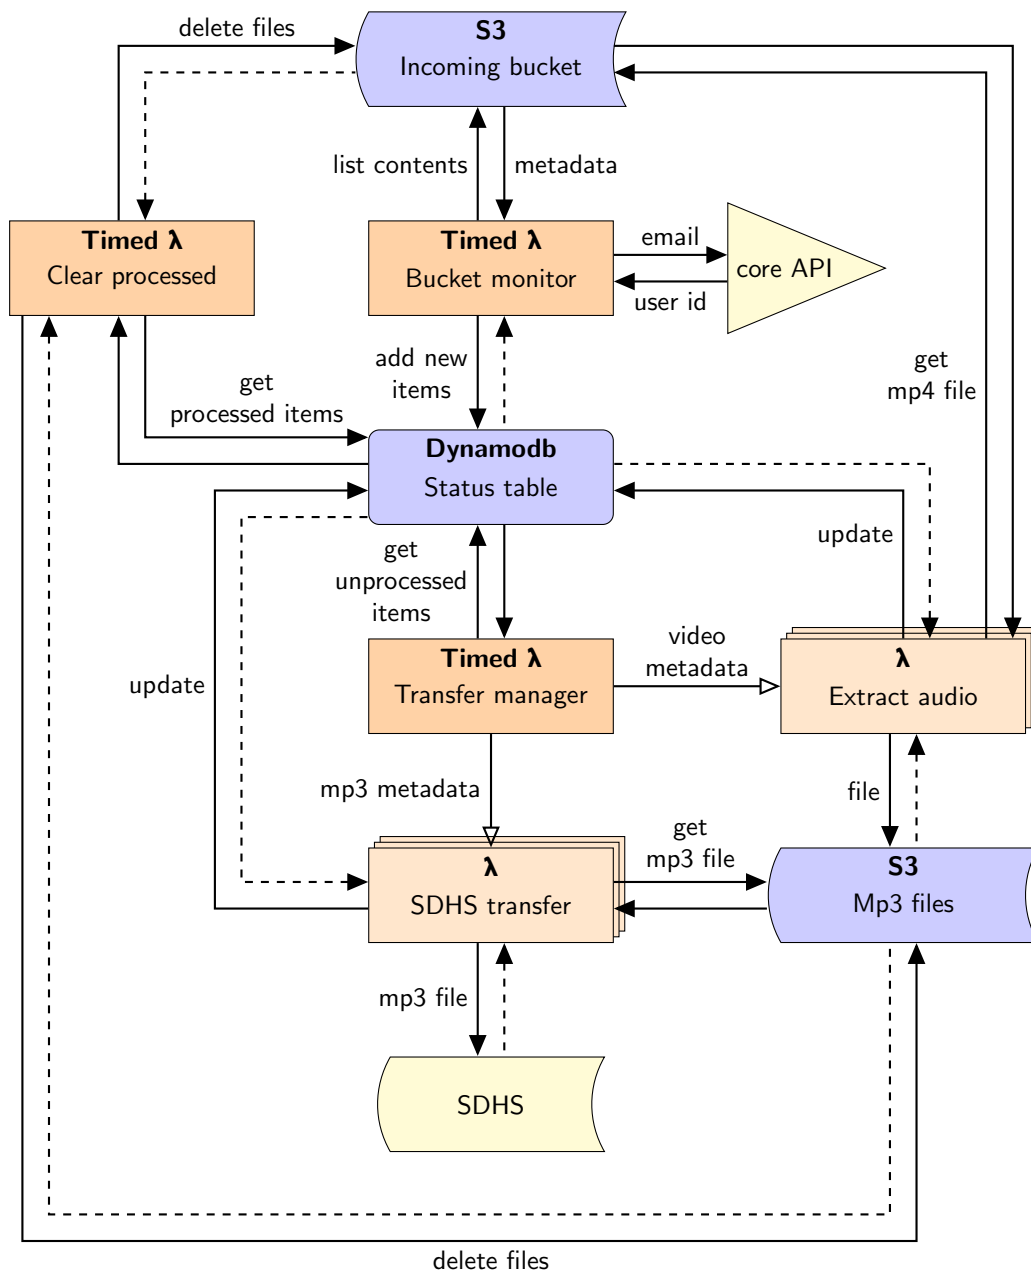 delete files
S3
Incoming bucket
list contents
metadata
Timed λ
Clear processed
Timed λ
Bucket monitor
email
core API
user id
get
mp4 file
add new
items
get
processed items
Dynamodb
Status table
update
get
unprocessed
items
video
metadata
Timed λ
Transfer manager
λ
Extract audio
update
mp3 metadata
file
get
mp3 file
λ
SDHS transfer
S3
Mp3 files
mp3 file
SDHS
delete files